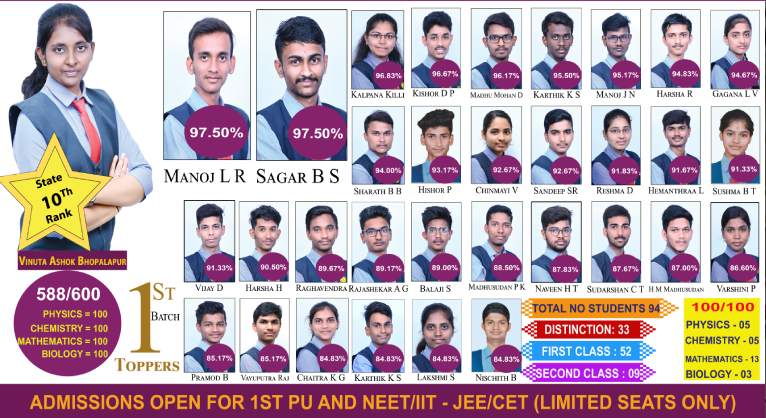 State
10Th
Rank
VINUTA ASHOK BHOPALAPUR
588/600
PHYSICS = 100
CHEMISTRY = 100
MATHEMATICS = 100
BIOLOGY = 100
1ST
BATCH
TOPPERS
97.50%
MANOJ L R
97.50%
SAGAR B S
96.83%
KALPANA KILLI
96.67%
KISHOR D P
96.17%
MADHU MOHAN D
95.50%
KARTHIK K S
95.17%
MANOJ J N
94.83%
HARSHA R
94.67%
GAGANA L V
94.00%
SHARATH B B
93.17%
HISHOR P
92.67%
CHINMAYI V
92.67%
SANDEEP SR
91.83%
RESHMA D
91.67%
HEMANTHRAA L
91.33%
SUSHMA B T
91.33%
VIJAY D
90.50%
HARSHA H
89.67%
RAGHAVENDRA
89.17%
RAJASHEKAR A G
89.00%
BALAJI S
88.50%
MADHUSUDAN P K
87.83%
NAVEEN H T
87.67%
SUDARSHAN C T
87.00%
H M MADHUSUDAN
86.60%
VARSHINI P
85.17%
PRAMOD B
85.17%
VAYUPUTRA RAJ
84.83%
CHAITRA K G
84.83%
KARTHIK K S
84.83%
LAKSHMI S
84.83%
NISCHITH B
TOTAL NO STUDENTS 94
DISTINCTION: 33
FIRST CLASS : 52
SECOND CLASS : 09
100/100
PHYSICS - 05
CHEMISTRY - 05
MATHEMATICS - 13
BIOLOGY - 03
ADMISSIONS OPEN FOR 1ST PU AND NEET/IIT - JEE/CET (LIMITED SEATS ONLY)